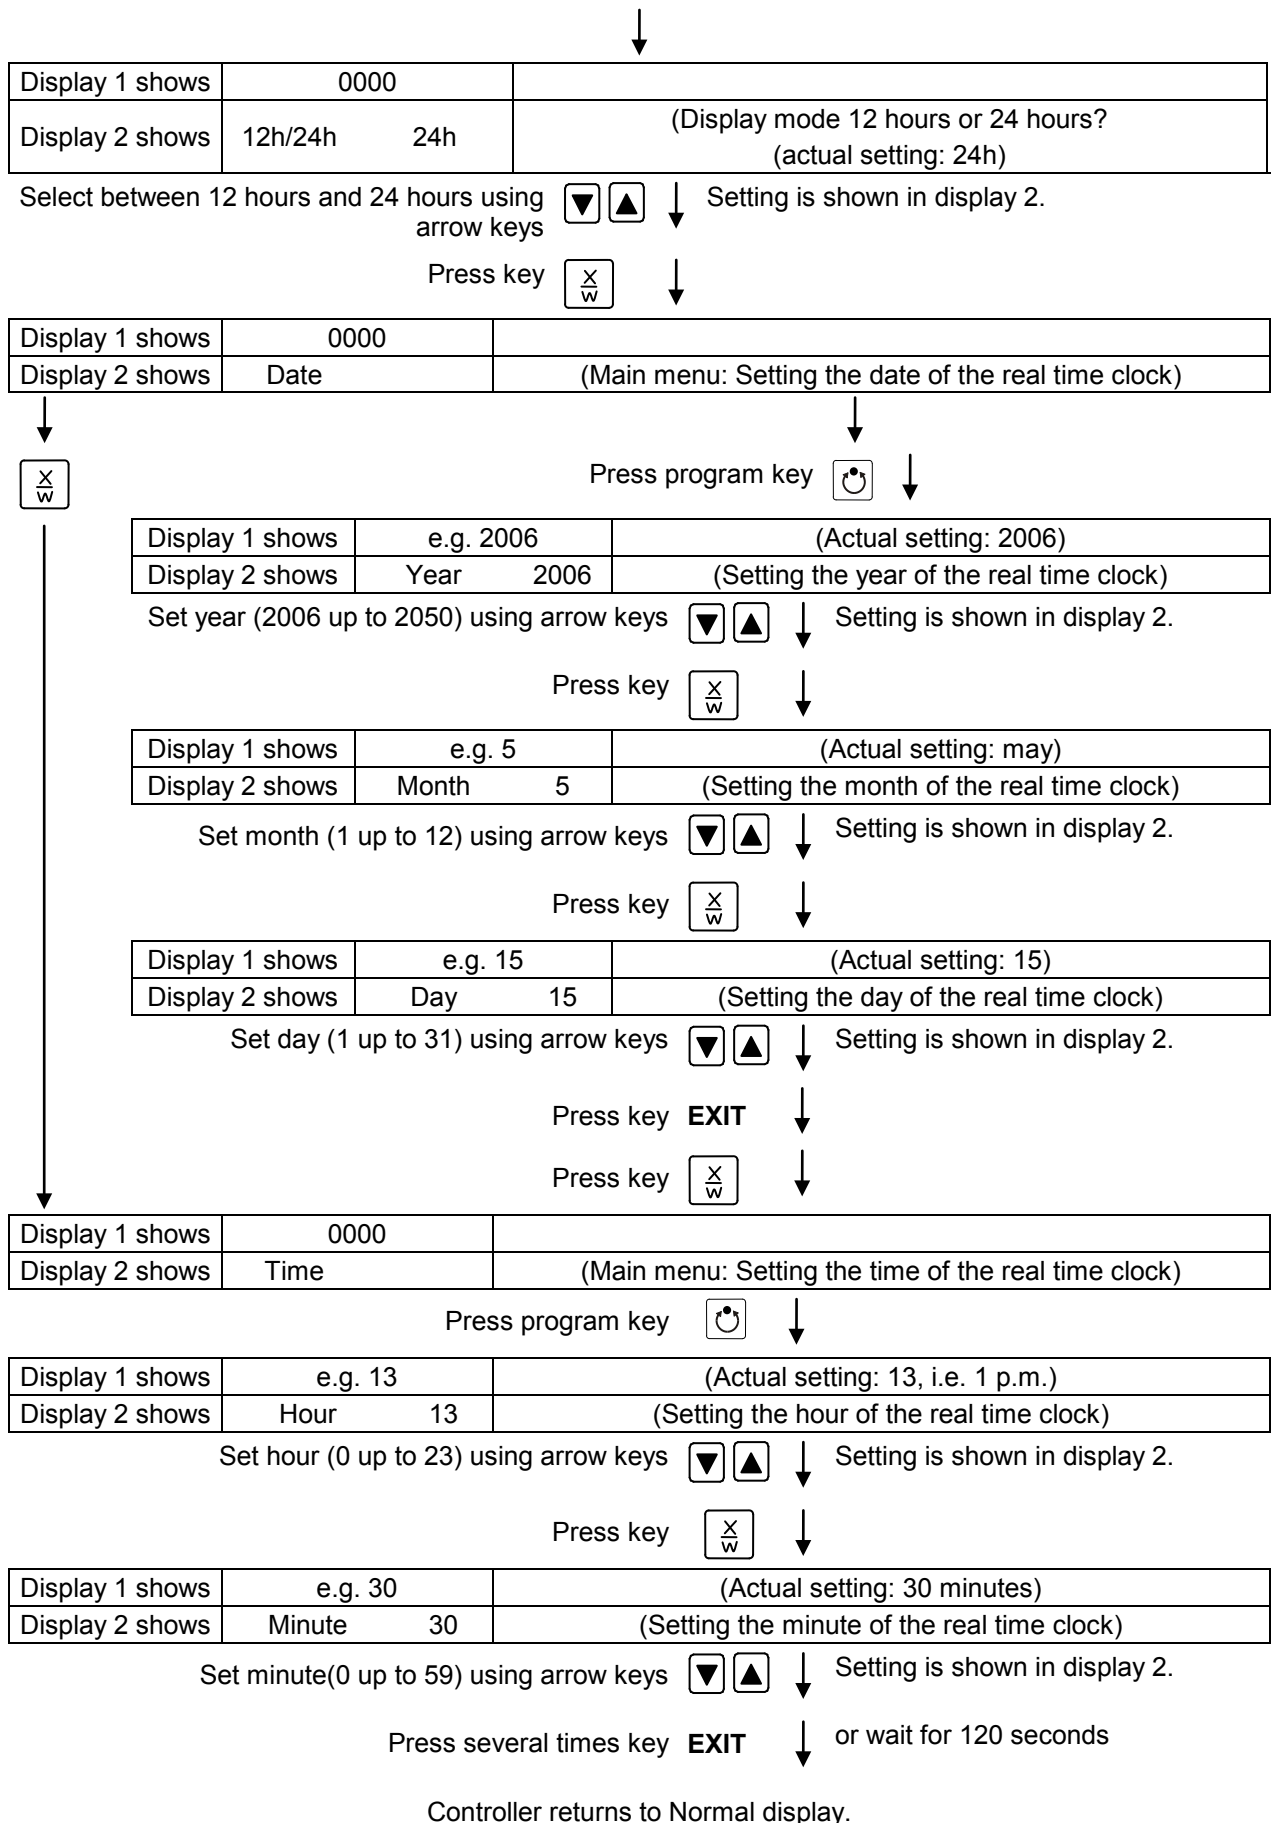 Display 1 shows 0000
Display 2 shows 12h/24h 24h (Display mode 12 hours or 24 hours?
(actual setting: 24h)
Select between 12 hours and 24 hours using Setting is shown in display 2.
arrow keys
Press key X/W
Display 1 shows 0000
Display 2 shows Date (Main menu: Setting the date of the real time clock)
X/W Press program key
Display 1 shows e.g. 2006 (Actual setting: 2006)
Display 2 shows Year 2006 (Setting the year of the real time clock)
Set year (2006 up to 2050) using arrow keys Setting is shown in display 2.
Press key X/W
Display 1 shows e.g. 5 (Actual setting: may)
Display 2 shows Month 5 (Setting the month of the real time clock)
Set month (1 up to 12) using arrow keys Setting is shown in display 2.
Press key X/W
Display 1 shows e.g. 15 (Actual setting: 15)
Display 2 shows Day 15 (Setting the day of the real time clock)
Set day (1 up to 31) using arrow keys Setting is shown in display 2.
Press key EXIT
Press key X/W
Display 1 shows 0000
Display 2 shows Time (Main menu: Setting the time of the real time clock)
Press program key
Display 1 shows e.g. 13 (Actual setting: 13, i.e. 1 p.m.)
Display 2 shows Hour 13 (Setting the hour of the real time clock)
Set hour (0 up to 23) using arrow keys Setting is shown in display 2.
Press key X/W
Display 1 shows e.g. 30 (Actual setting: 30 minutes)
Display 2 shows Minute 30 (Setting the minute of the real time clock)
Set minute(0 up to 59) using arrow keys Setting is shown in display 2.
Press several times key EXIT or wait for 120 seconds
Controller returns to Normal display.